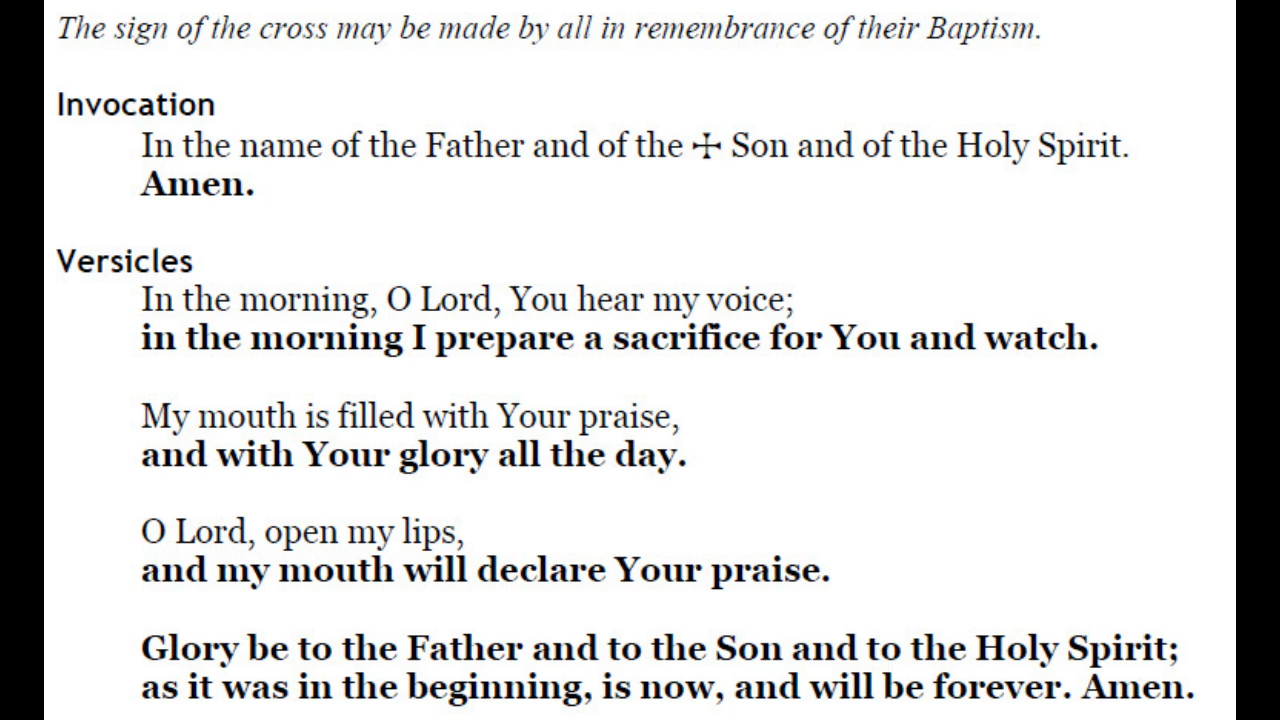 The sign of the cross may be made by all in remembrance of their Baptism.
Invocation
In the name of the Father and of the ☩ Son and of the Holy Spirit.
Amen.
Versicles
In the morning, O Lord, You hear my voice;
in the morning I prepare a sacrifice for You and watch.
My mouth is filled with Your praise,
and with Your glory all the day.
O Lord, open my lips,
and my mouth will declare Your praise.
Glory be to the Father and to the Son and to the Holy Spirit;
as it was in the beginning, is now, and will be forever. Amen.